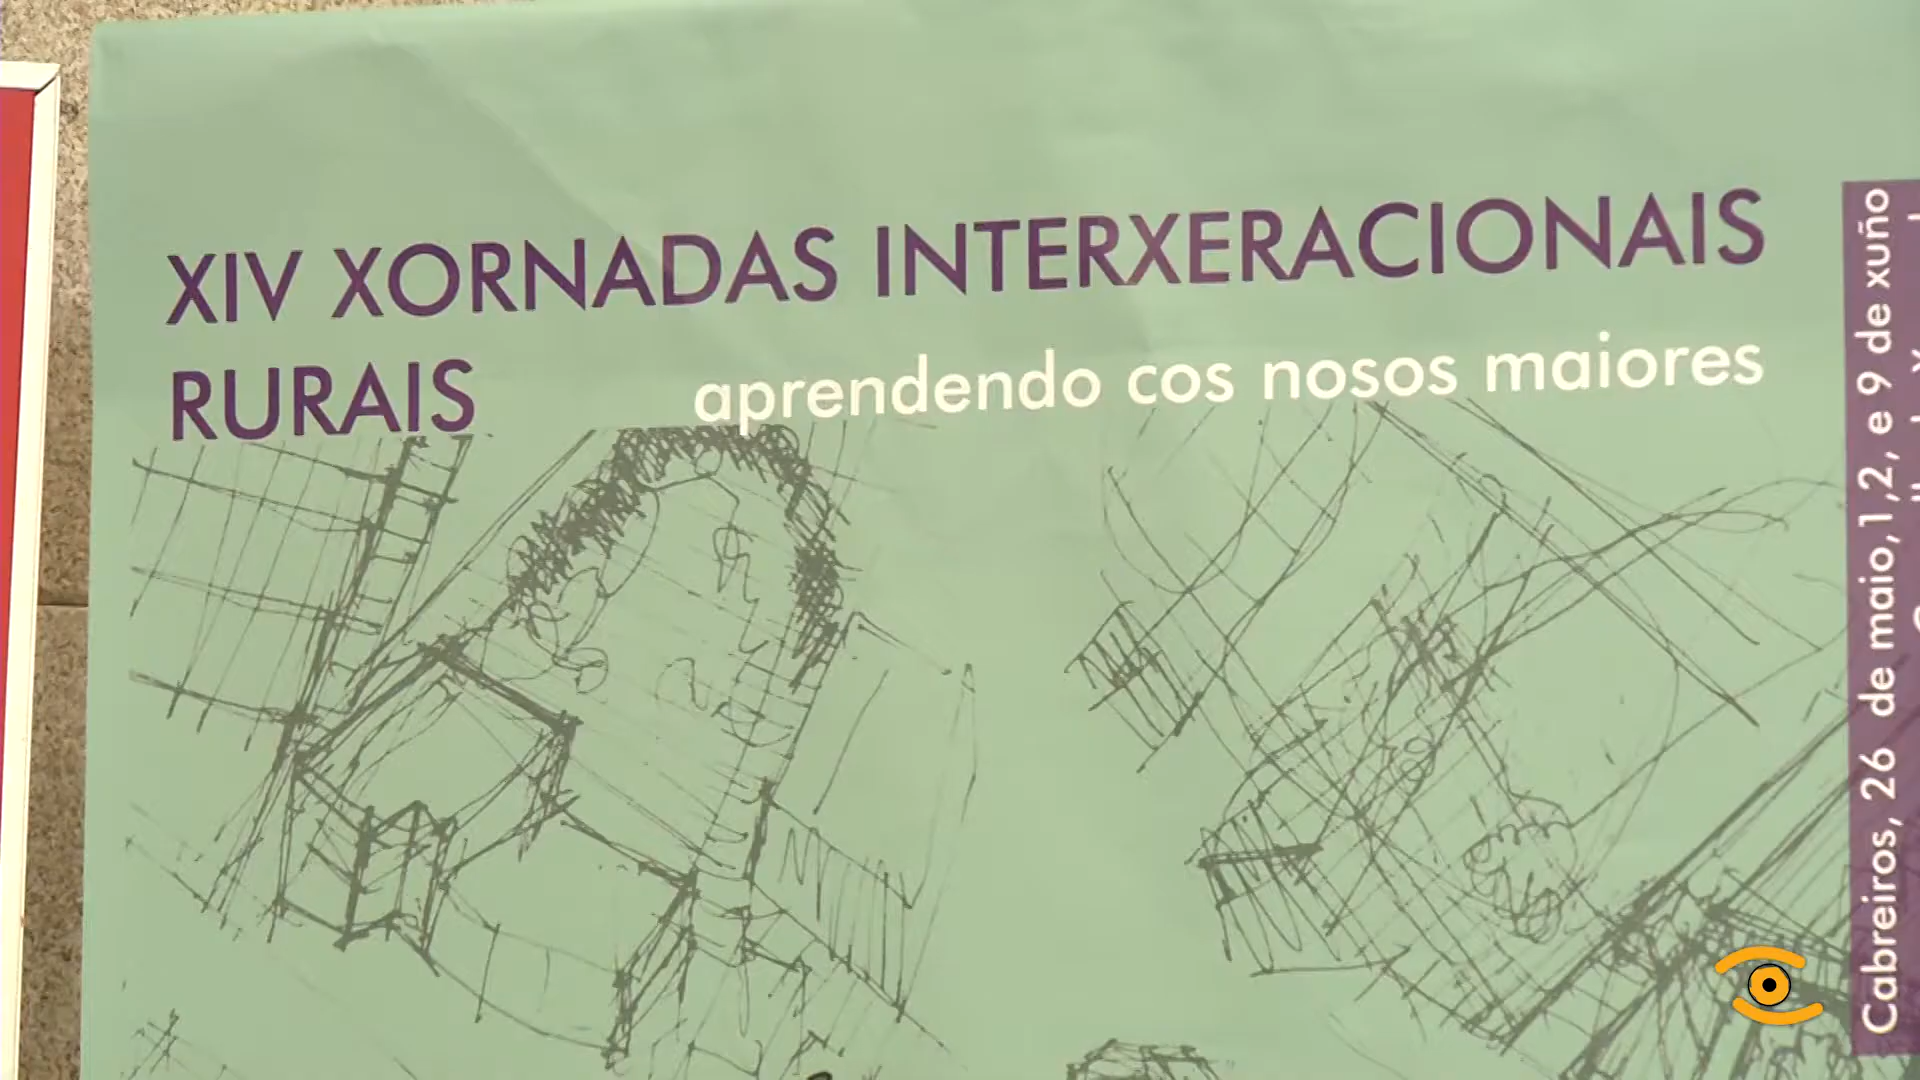 XIV XORNADAS INTERXERACIONAIS
RURAIS
aprendendo cos nosos maiores
Cabreiros, 26 de maio,1,2, e 9 de xuño